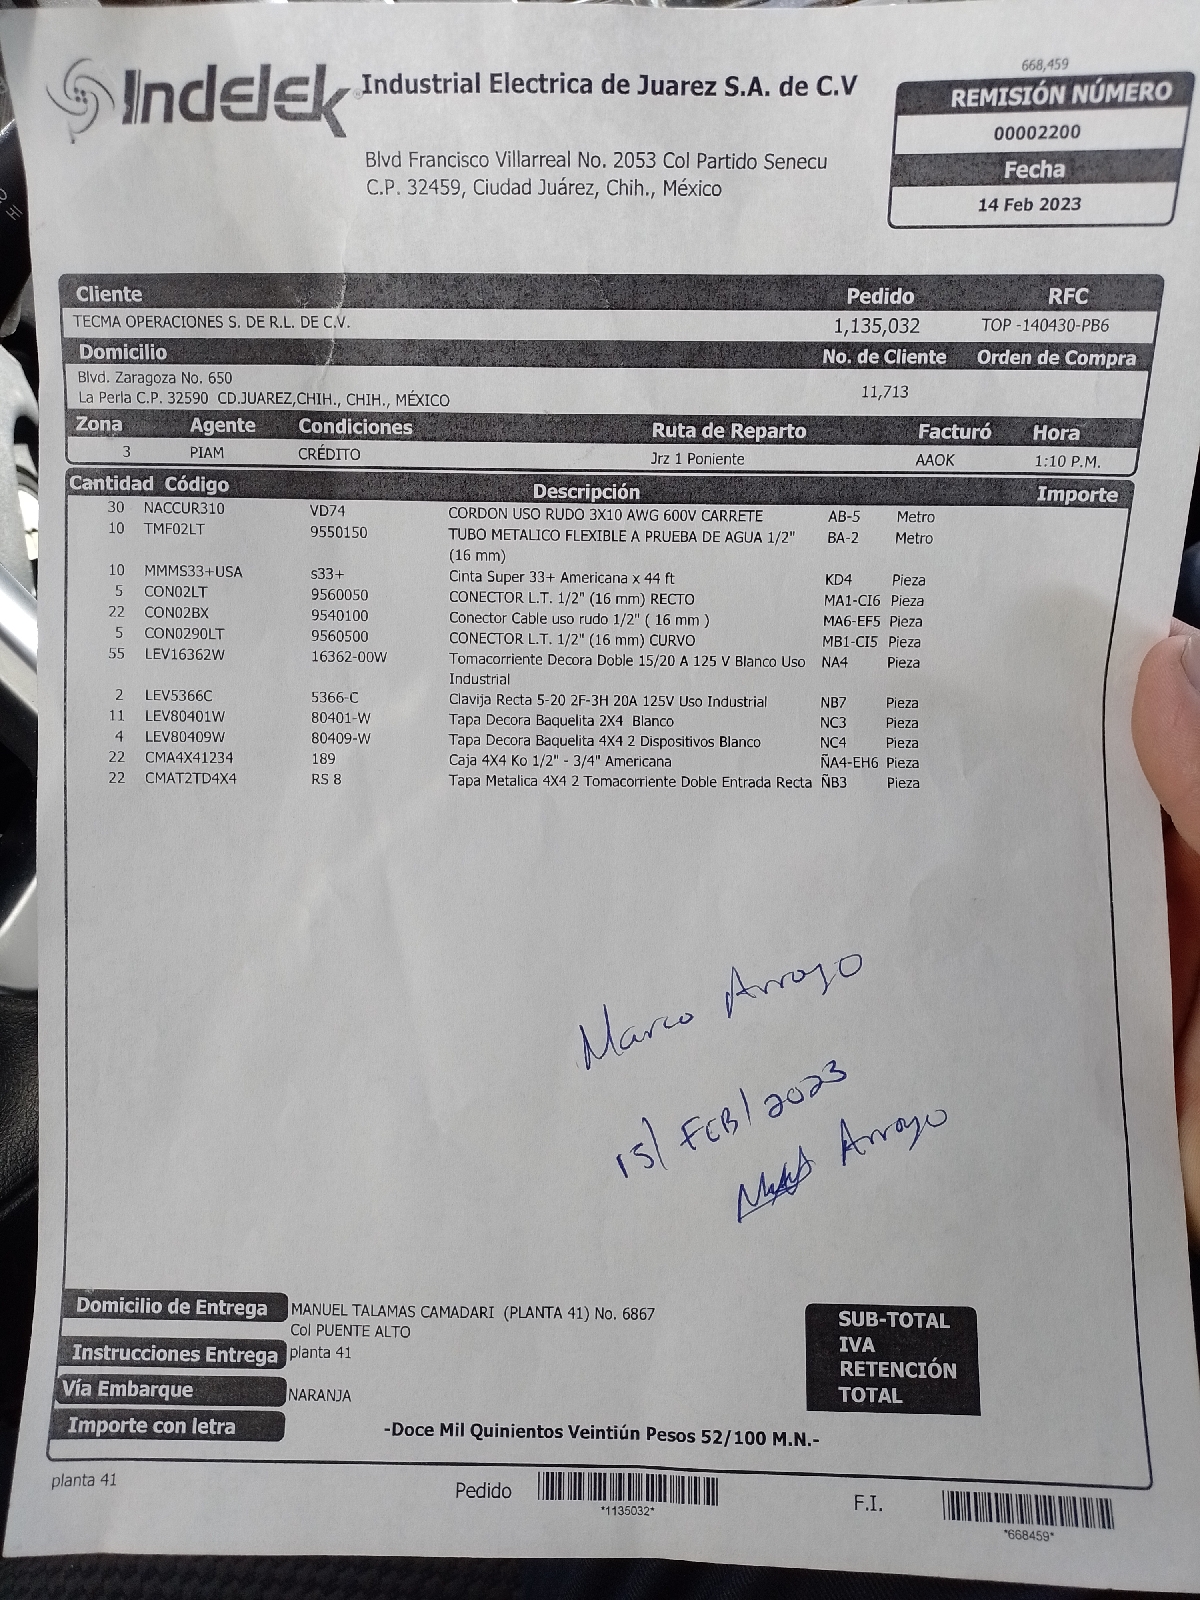 668,459
Indelek Industrial Electrica de Juarez S.A. de C.V
REMISIÓN NÚMERO
00002200
Blvd Francisco Villarreal No. 2053 Col Partido Senecu
C.P. 32459, Ciudad Juárez, Chih., México
Fecha
14 Feb 2023
Cliente Pedido RFC
TECMA OPERACIONES S. DE R.L. DE C.V. 1,135,032 TOP -140430-PB6
Domicilio No. de Cliente Orden de Compra
Blvd. Zaragoza No. 650
La Perla C.P. 32590 CD.JUAREZ,CHIH., CHIH., MÉXICO 11,713
Zona Agente Condiciones Ruta de Reparto Facturó Hora
3 PIAM CRÉDITO Jrz 1 Poniente AAOK 1:10 P.M.
Cantidad Código Descripción Importe
30 NACCUR310 VD74 CORDON USO RUDO 3X10 AWG 600V CARRETE AB-5 Metro
10 TMF02LT 9550150 TUBO METALICO FLEXIBLE A PRUEBA DE AGUA 1/2" BA-2 Metro
(16 mm)
10 MMMS33+USA s33+ Cinta Super 33+ Americana x 44 ft KD4 Pieza
5 CON02LT 9560050 CONECTOR L.T. 1/2" (16 mm) RECTO MA1-CI6 Pieza
22 CON02BX 9540100 Conector Cable uso rudo 1/2" ( 16 mm ) MA6-EF5 Pieza
5 CON0290LT 9560500 CONECTOR L.T. 1/2" (16 mm) CURVO MB1-CI5 Pieza
55 LEV16362W 16362-00W Tomacorriente Decora Doble 15/20 A 125 V Blanco Uso NA4 Pieza
Industrial
2 LEV5366C 5366-C Clavija Recta 5-20 2F-3H 20A 125V Uso Industrial NB7 Pieza
11 LEV80401W 80401-W Tapa Decora Baquelita 2X4 Blanco NC3 Pieza
4 LEV80409W 80409-W Tapa Decora Baquelita 4X4 2 Dispositivos Blanco NC4 Pieza
22 CMA4X41234 189 Caja 4X4 Ko 1/2" - 3/4" Americana ÑA4-EH6 Pieza
22 CMAT2TD4X4 RS 8 Tapa Metalica 4X4 2 Tomacorriente Doble Entrada Recta ÑB3 Pieza
Marco Arroyo
15/ FEB/ 2023
Arroyo
Domicilio de Entrega MANUEL TALAMAS CAMADARI (PLANTA 41) No. 6867
Col PUENTE ALTO
Instrucciones Entrega planta 41
Vía Embarque NARANJA
Importe con letra -Doce Mil Quinientos Veintiún Pesos 52/100 M.N.-
SUB-TOTAL
IVA
RETENCIÓN
TOTAL
planta 41
Pedido
*1135032*
F.I.
*668459*